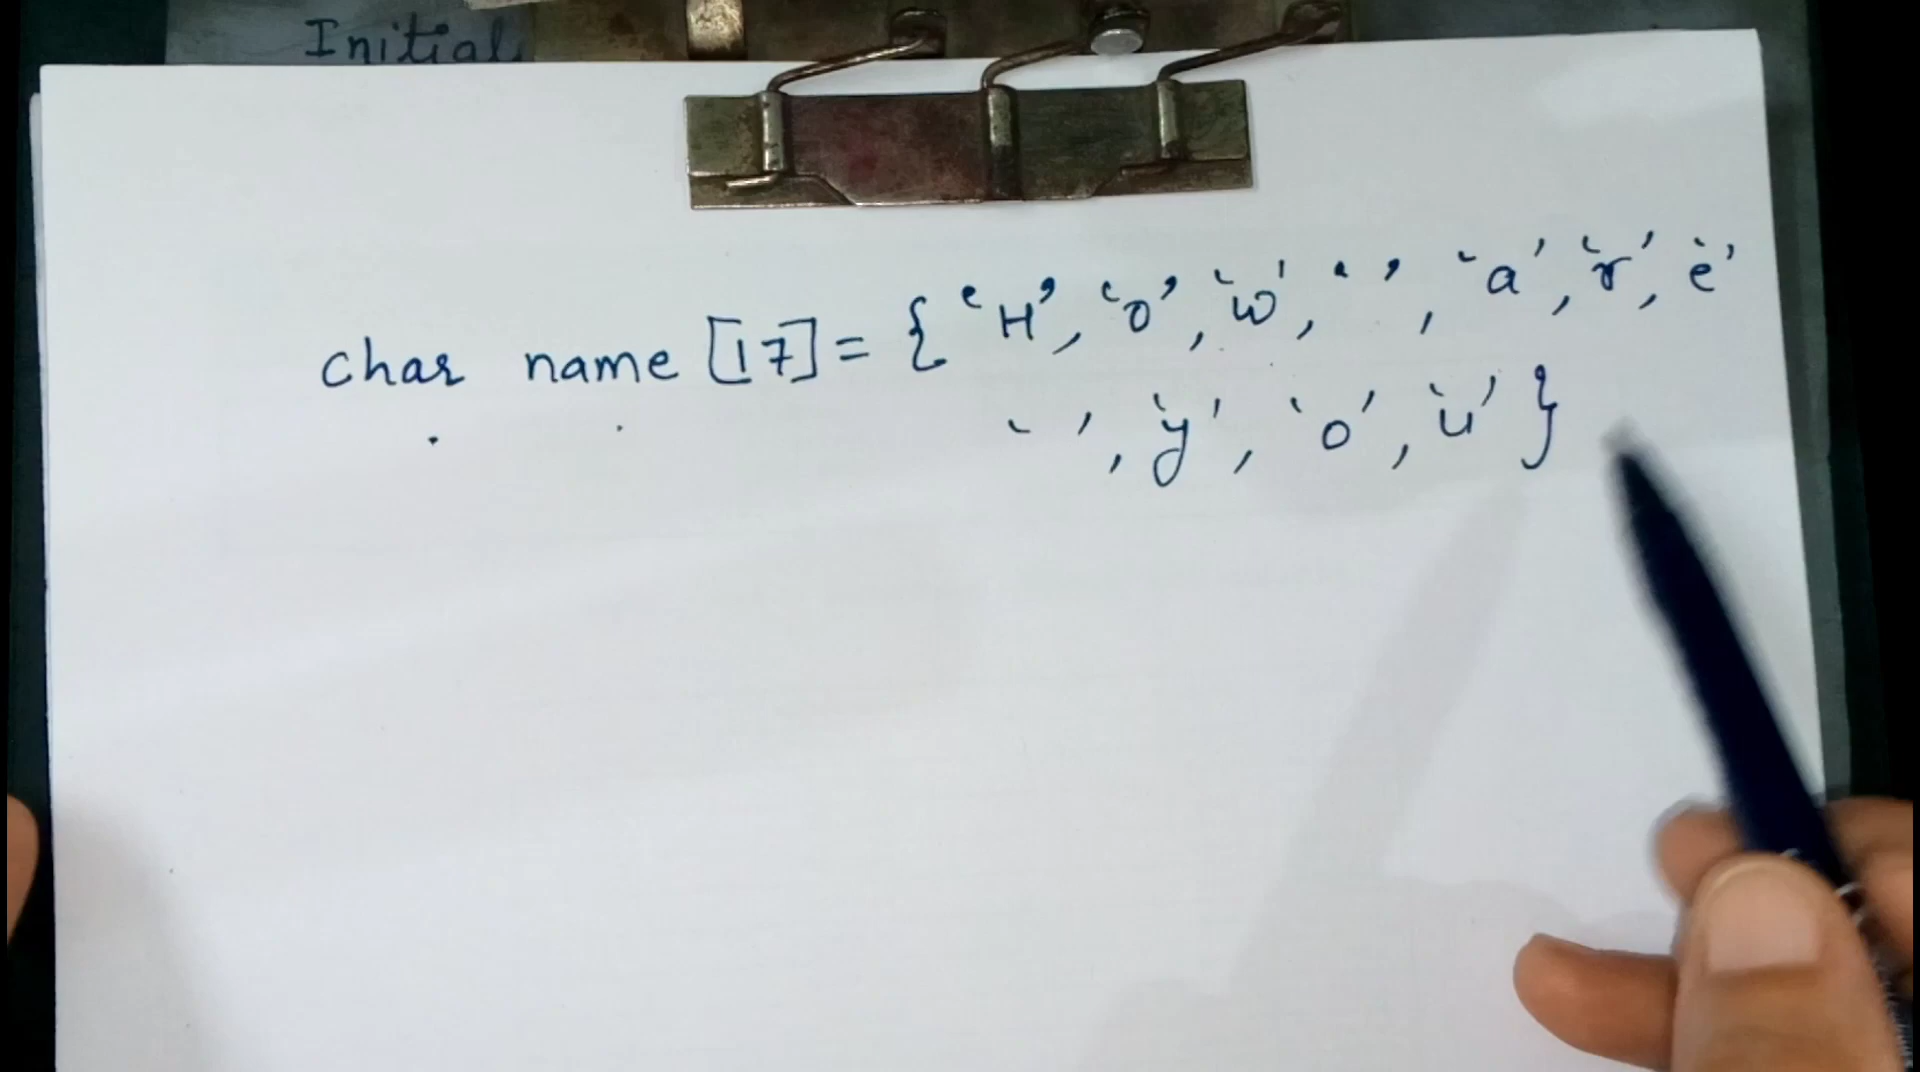 Initial
char name [17] = { 'H', 'o', 'w', ' ', 'a', 'r', 'e'
' ', 'y', 'o', 'u' }